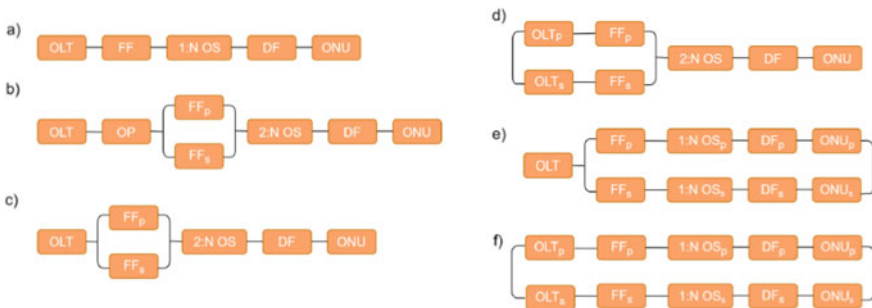 a)
OLT FF 1:N OS DF ONU
b)
FFp
OLT OP 2:N OS DF ONU
FFs
c)
FFp
OLT 2:N OS DF ONU
FFs
d)
OLTp FFp
2:N OS DF ONU
OLTs FFs
e)
FFp 1:N OSp DFp ONUp
OLT
FFs 1:N OSs DFs ONUs
f)
OLTp FFp 1:N OSp DFp ONUp
OLTs FFs 1:N OSs DFs ONUs